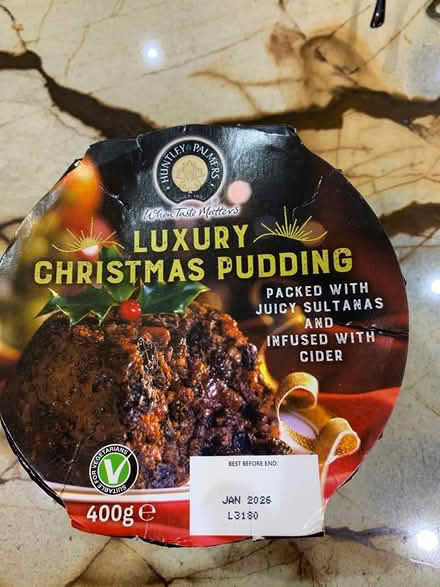 HUNTLEY & PALMERS
When Taste Matters
LUXURY
CHRISTMAS PUDDING
PACKED WITH
JUICY SULTANAS
AND
INFUSED WITH
CIDER
SUITABLE FOR VEGETARIANS
V
400g e
BEST BEFORE END:
JAN 2026
L3180